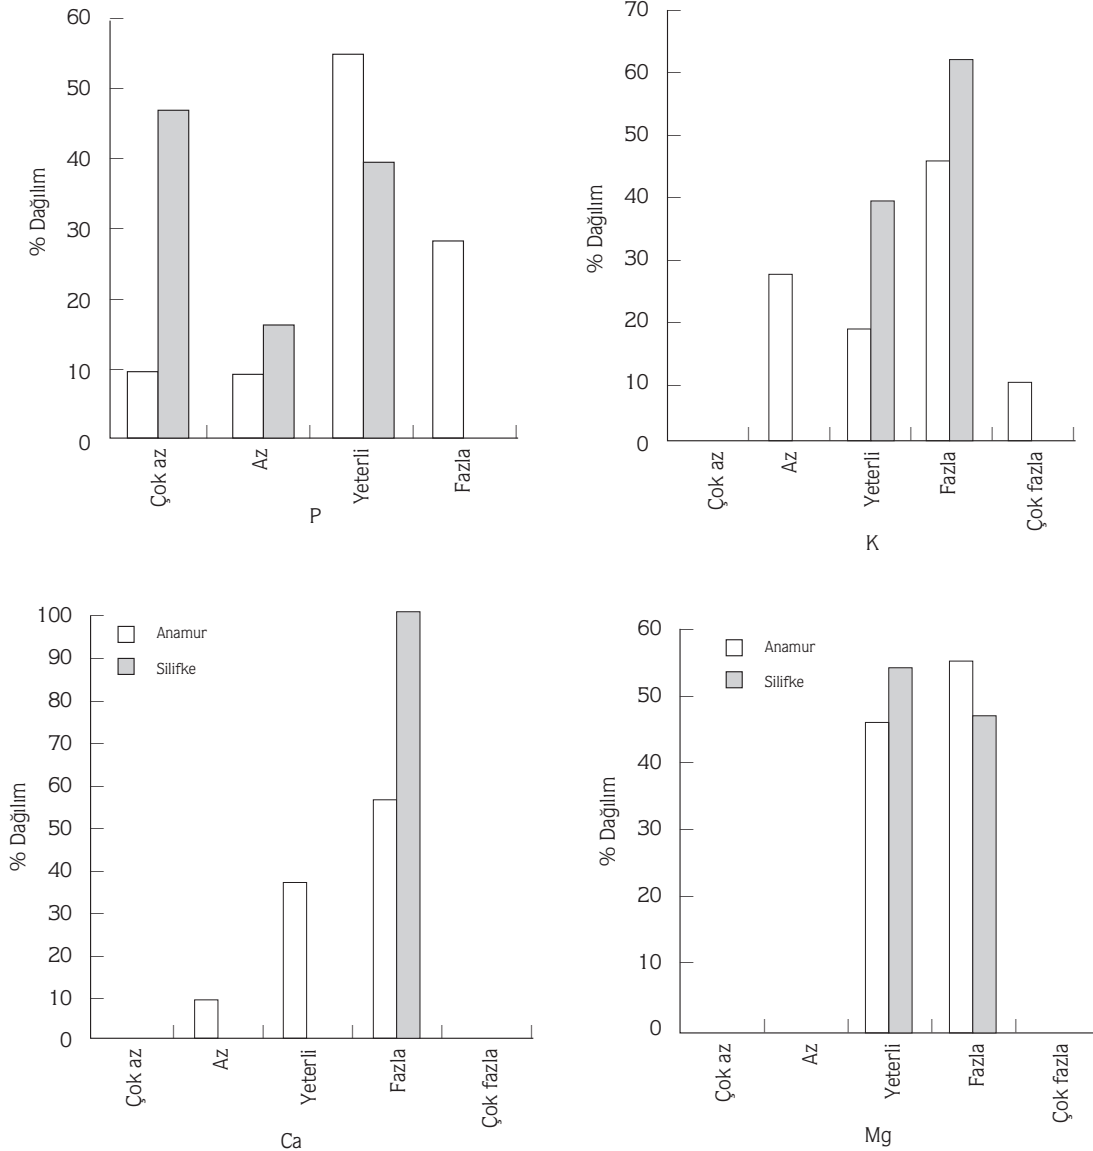 60
50
40
30
20
10
0
% Dağılım
Çok az
Az
Yeterli
Fazla
P
70
60
50
40
30
20
10
0
% Dağılım
Çok az
Az
Yeterli
Fazla
Çok fazla
K
100
90
80
70
60
50
40
30
20
10
0
% Dağılım
Anamur
Silifke
Çok az
Az
Yeterli
Fazla
Çok fazla
Ca
60
50
40
30
20
10
0
% Dağılım
Anamur
Silifke
Çok az
Az
Yeterli
Fazla
Çok fazla
Mg